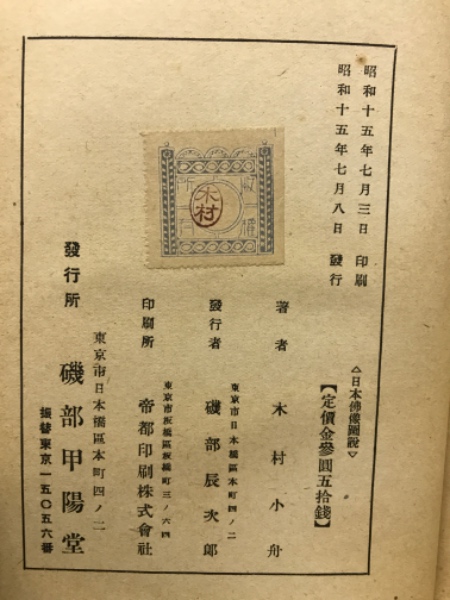 昭和十五年七月三日 印刷
昭和十五年七月八日 發行
◁日本佛像圖說▷
【定價金參圓五拾錢】
著者 木村小舟
東京市日本橋區本町四ノ二
發行者 磯部辰次郎
東京市板橋區板橋町三ノ六四
印刷所 帝都印刷株式會社
東京市日本橋區本町四ノ二
發行所 磯部甲陽堂
振替東京一五〇五六番
木村